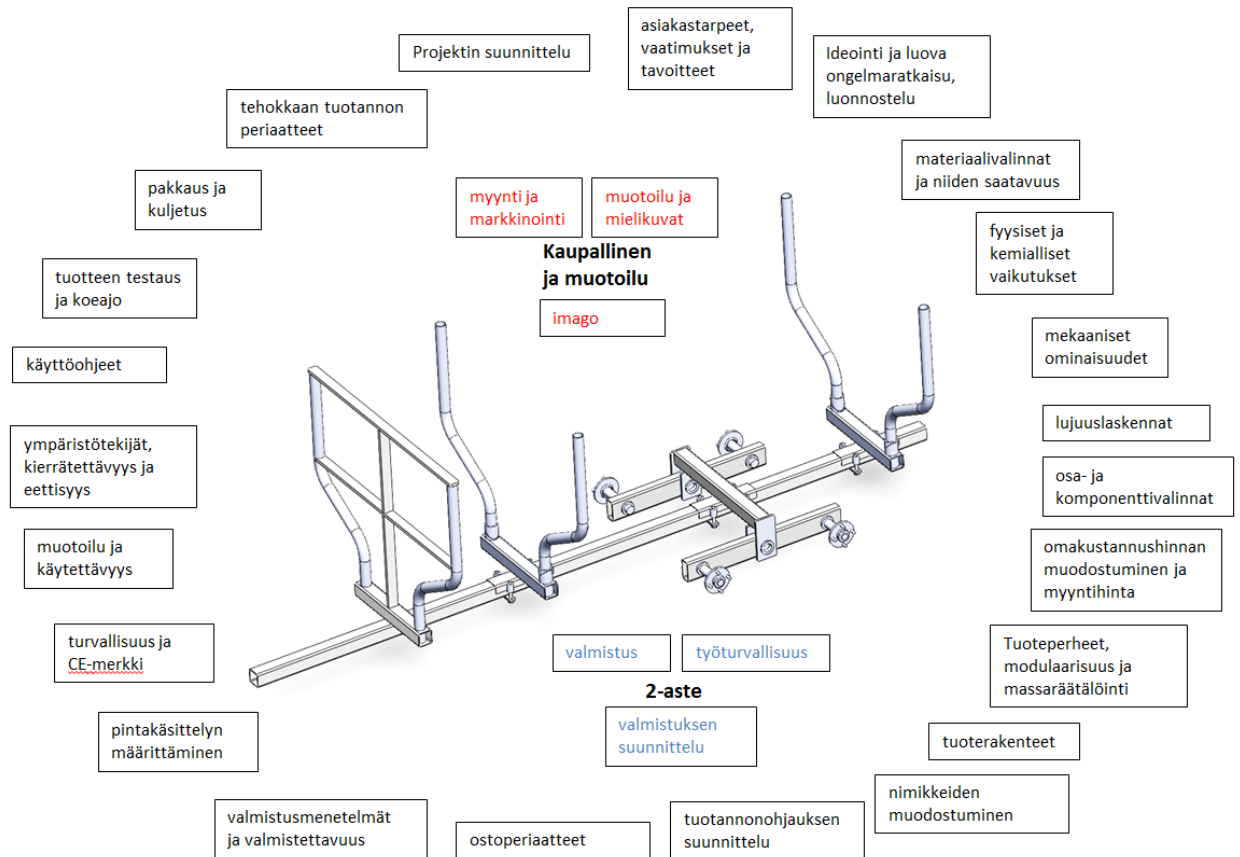 Projektin suunnittelu
asiakastarpeet,
vaatimukset ja
tavoitteet
Ideointi ja luova
ongelmaratkaisu,
luonnostelu
tehokkaan tuotannon
periaatteet
materiaalivalinnat
ja niiden saatavuus
pakkaus ja
kuljetus
myynti ja
markkinointi
muotoilu ja
mielikuvat
Kaupallinen
ja muotoilu
imago
fyysiset ja
kemialliset
vaikutukset
tuotteen testaus
ja koeajo
mekaaniset
ominaisuudet
käyttöohjeet
lujuuslaskennat
ympäristötekijät,
kierrätettävyys ja
eettisyys
osa- ja
komponenttivalinnat
muotoilu ja
käytettävyys
omakustannushinnan
muodostuminen ja
myyntihinta
turvallisuus ja
CE-merkki
valmistus
työturvallisuus
2-aste
valmistuksen
suunnittelu
Tuoteperheet,
modulaarisuus ja
massaräätälöinti
pintakäsittelyn
määrittäminen
tuoterakenteet
nimikkeiden
muodostuminen
valmistusmenetelmät
ja valmistettavuus
ostoperiaatteet
tuotannonohjauksen
suunnittelu